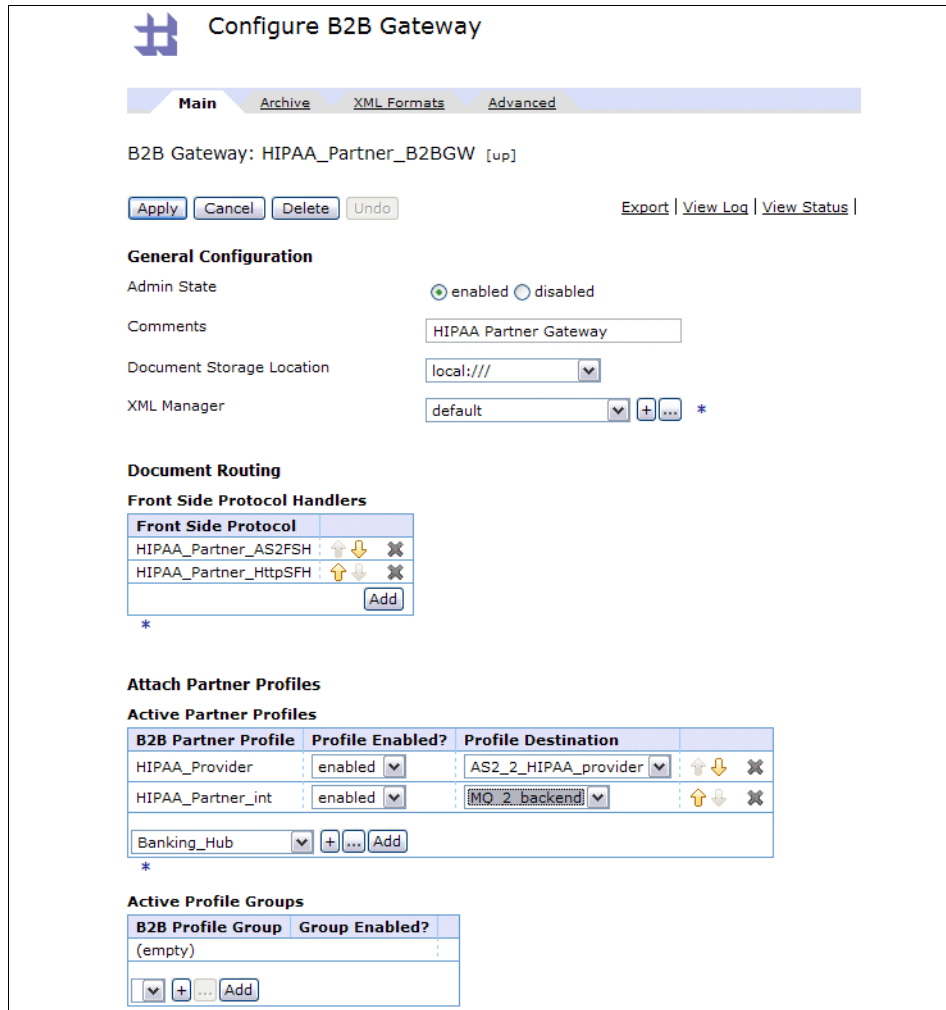 Configure B2B Gateway
Main Archive XML Formats Advanced
B2B Gateway: HIPAA_Partner_B2BGW [up]
Apply Cancel Delete Undo Export | View Log | View Status |
General Configuration
Admin State enabled disabled
Comments HIPAA Partner Gateway
Document Storage Location local:///
XML Manager default + ... *
Document Routing
Front Side Protocol Handlers
Front Side Protocol
HIPAA_Partner_AS2FSH
HIPAA_Partner_HttpSFH
Add
*
Attach Partner Profiles
Active Partner Profiles
B2B Partner Profile Profile Enabled? Profile Destination
HIPAA_Provider enabled AS2_2_HIPAA_provider
HIPAA_Partner_int enabled MQ_2_backend
Banking_Hub + ... Add
*
Active Profile Groups
B2B Profile Group Group Enabled?
(empty)
+ ... Add